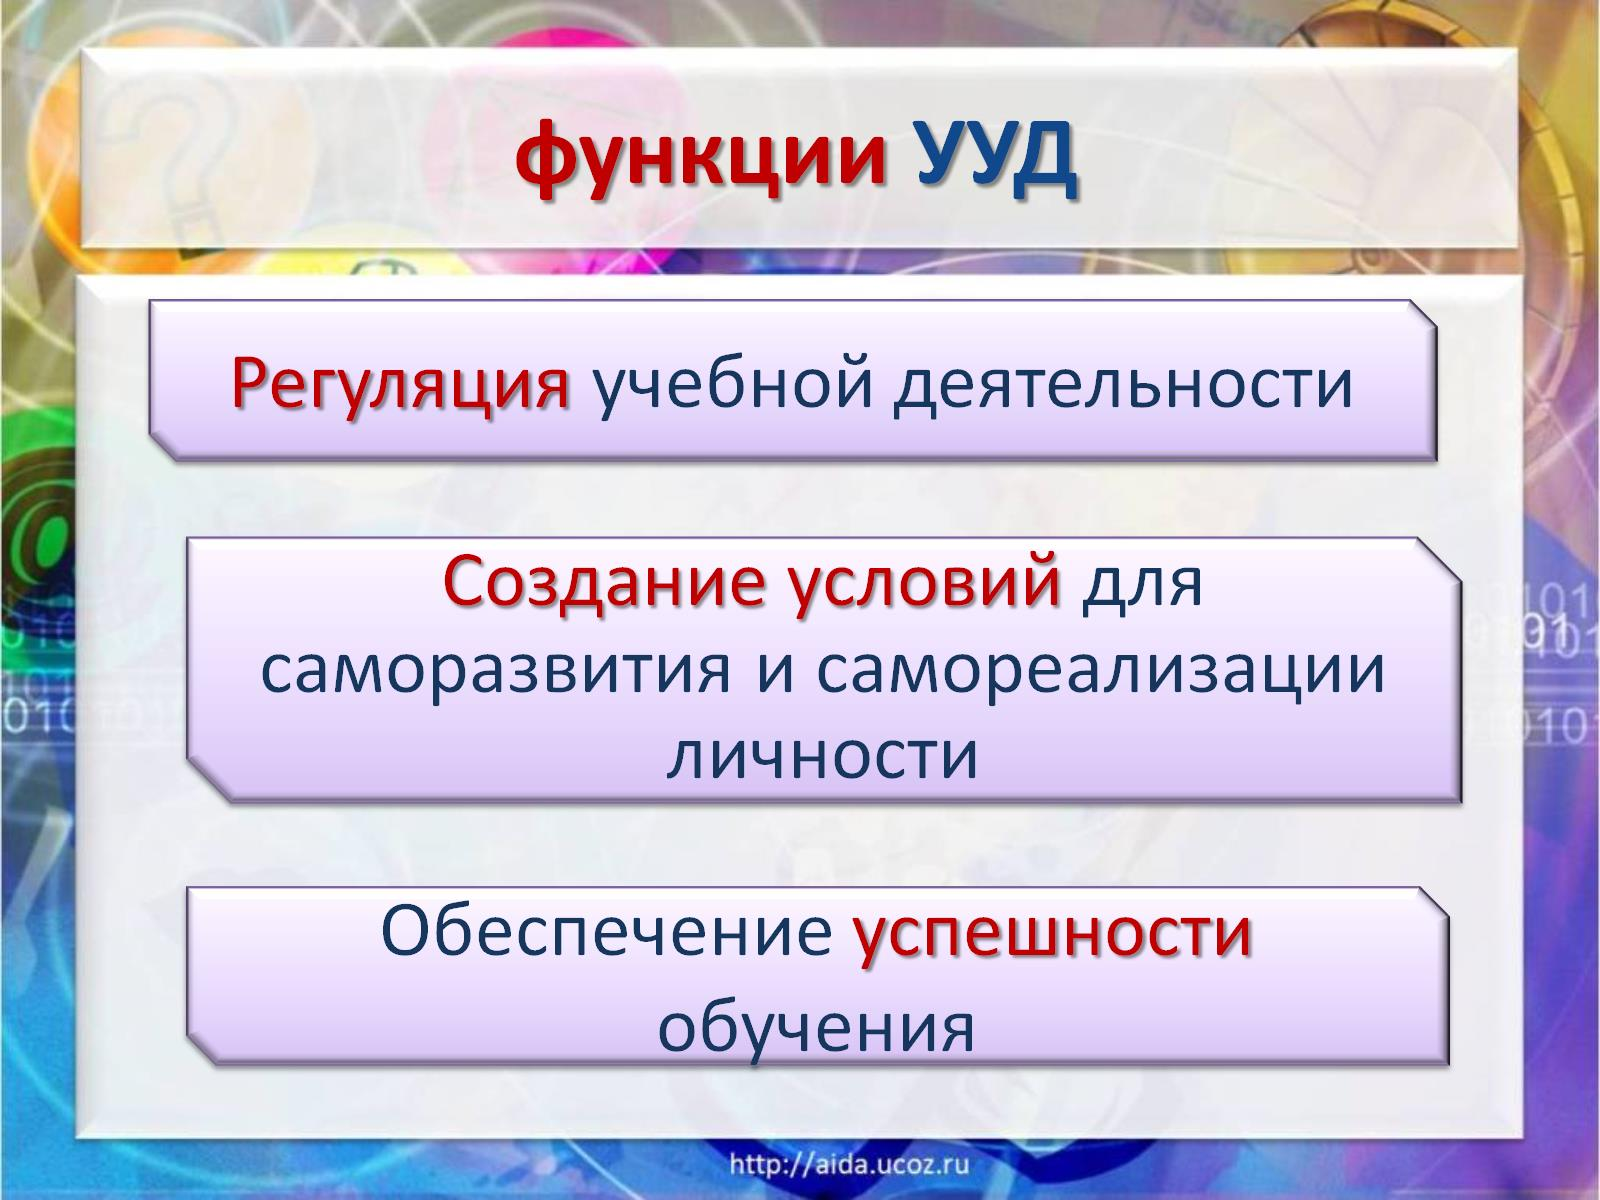 функции УУД
Регуляция учебной деятельности
Создание условий для
саморазвития и самореализации
личности
Обеспечение успешности
обучения
http://aida.ucoz.ru